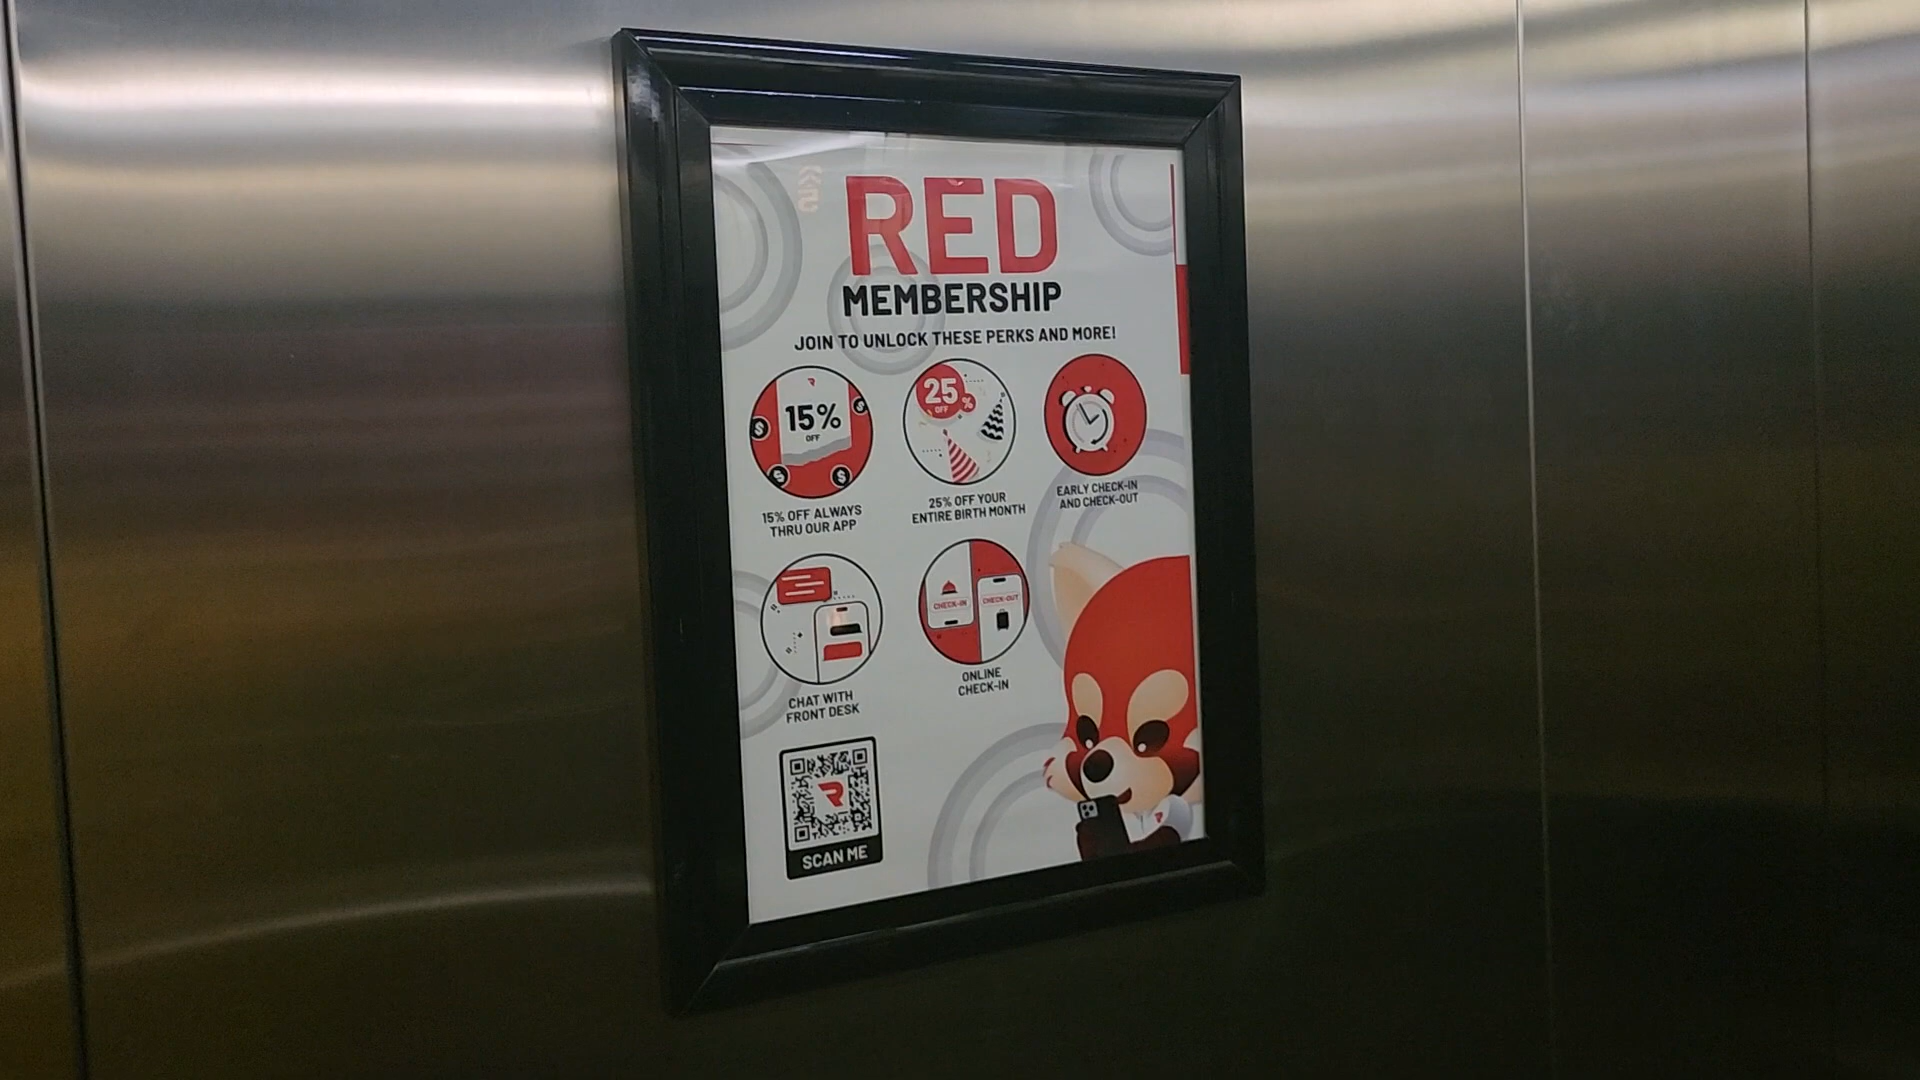 RED
MEMBERSHIP
JOIN TO UNLOCK THESE PERKS AND MORE!
15%
OFF
25%
OFF
15% OFF ALWAYS
THRU OUR APP
25% OFF YOUR
ENTIRE BIRTH MONTH
EARLY CHECK-IN
AND CHECK-OUT
CHECK-IN
CHECK-OUT
CHAT WITH
FRONT DESK
ONLINE
CHECK-IN
SCAN ME